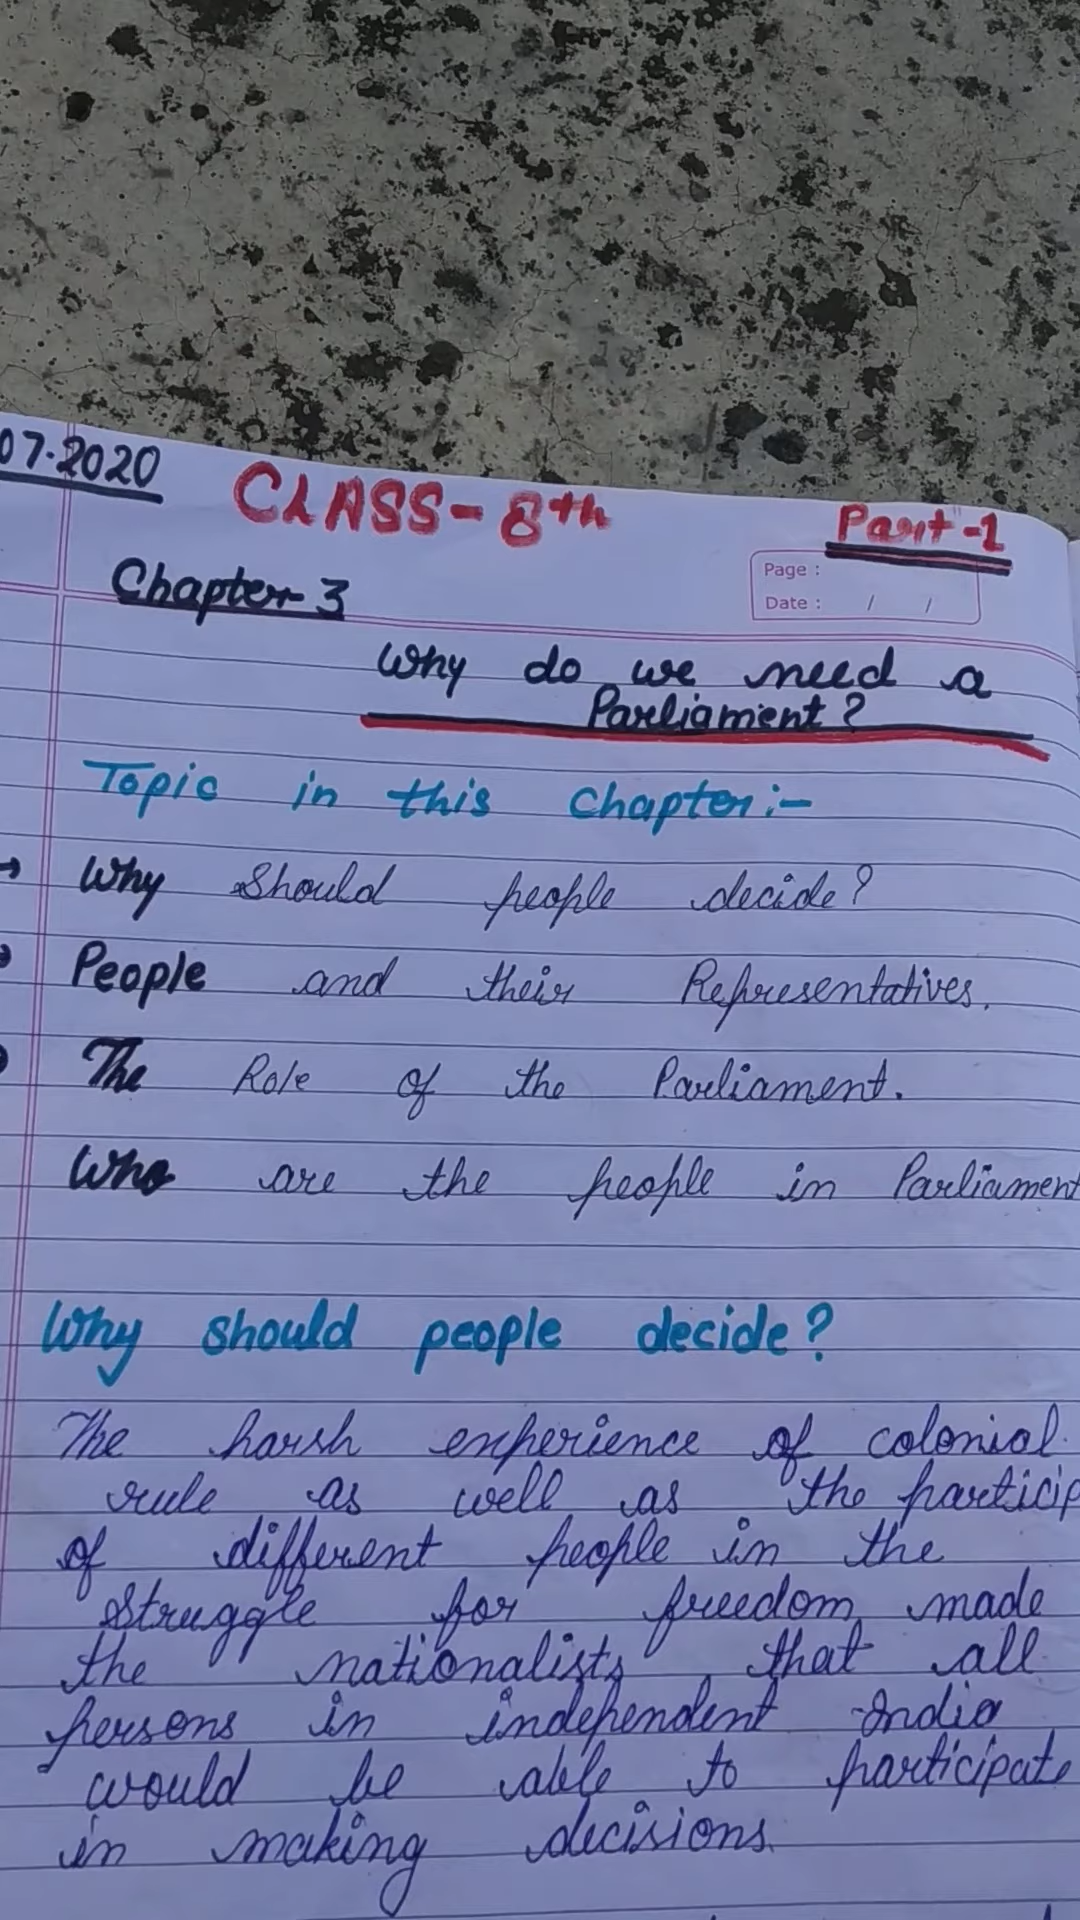 07.2020
CLASS-8th
Part-1
Page :
Date : / /
Chapter-3
Why do we need a
Parliament?
Topic in this Chapter:-
→ Why Should people decide?
People and their Representatives.
The Role of the Parliament.
Who are the people in Parliament
Why should people decide?
The harsh experience of colonial
rule as well as the particip
of different people in the
Struggle for freedom made
the nationalists that all
persons in independent India
would be able to participate
in making decisions.